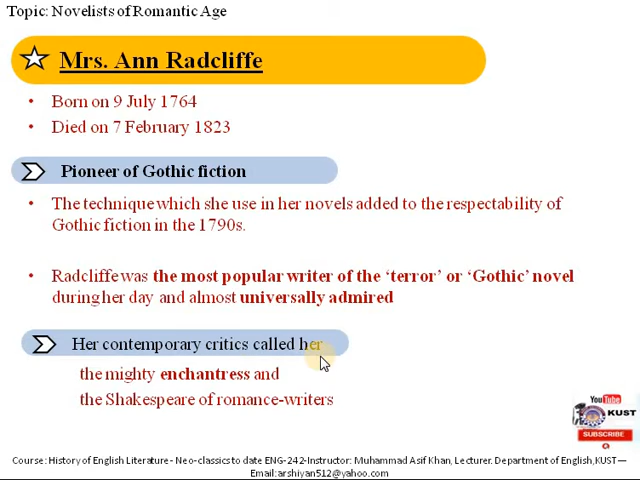 Topic: Novelists of Romantic Age
Mrs. Ann Radcliffe
• Born on 9 July 1764
• Died on 7 February 1823
Pioneer of Gothic fiction
• The technique which she use in her novels added to the respectability of
Gothic fiction in the 1790s.
• Radcliffe was the most popular writer of the ‘terror’ or ‘Gothic’ novel
during her day and almost universally admired
Her contemporary critics called her
the mighty enchantress and
the Shakespeare of romance-writers
YouTube
KUST
SUBSCRIBE
Course: History of English Literature- Neo-classics to date ENG-242-Instructor: Muhammad Asif Khan, Lecturer. Department of English,KUST—
Email:arshiyan512@yahoo.com